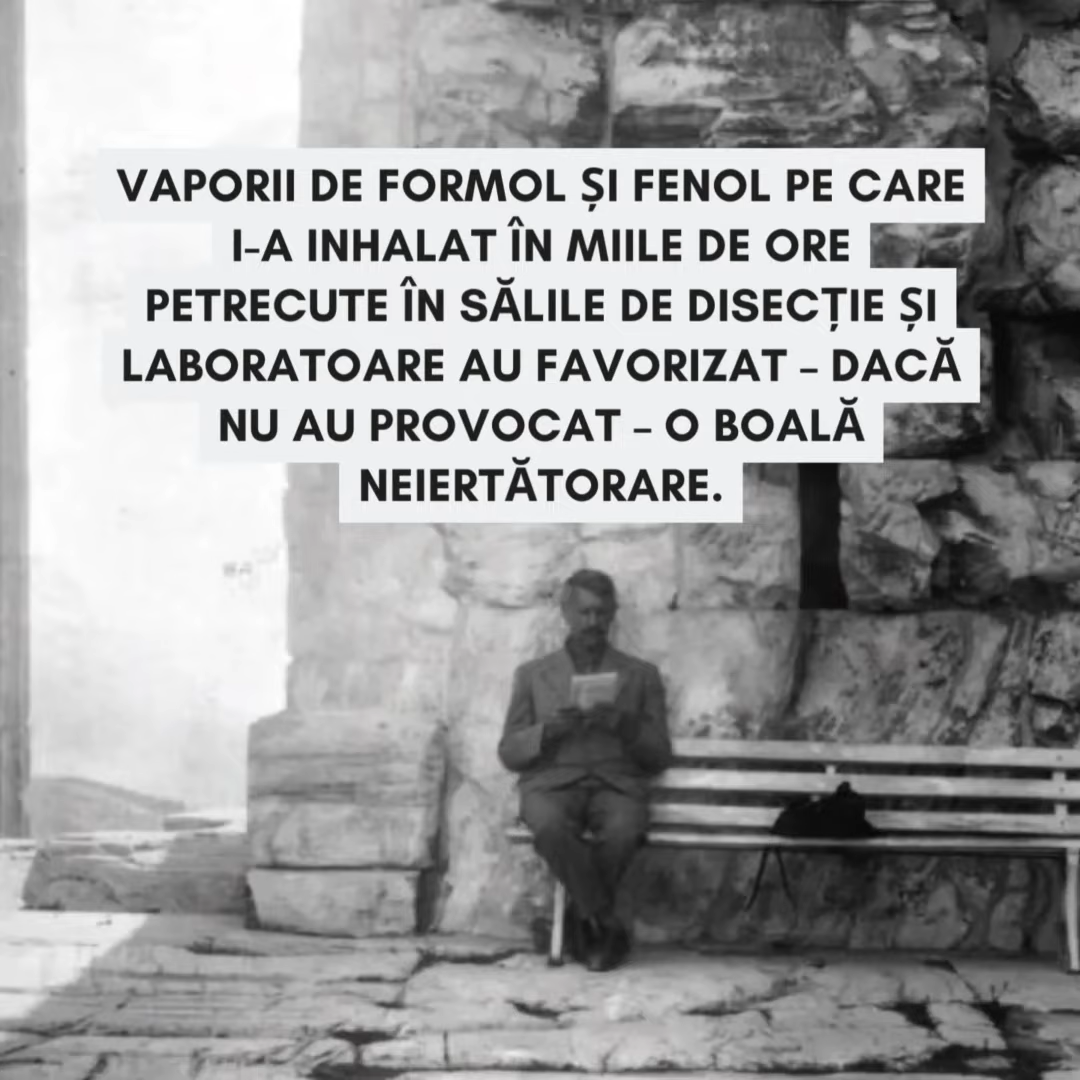 VAPORII DE FORMOL ȘI FENOL PE CARE
I-A INHALAT ÎN MIILE DE ORE
PETRECUTE ÎN SĂLILE DE DISECȚIE ȘI
LABORATOARE AU FAVORIZAT – DACĂ
NU AU PROVOCAT – O BOALĂ
NEIERTĂTORARE.